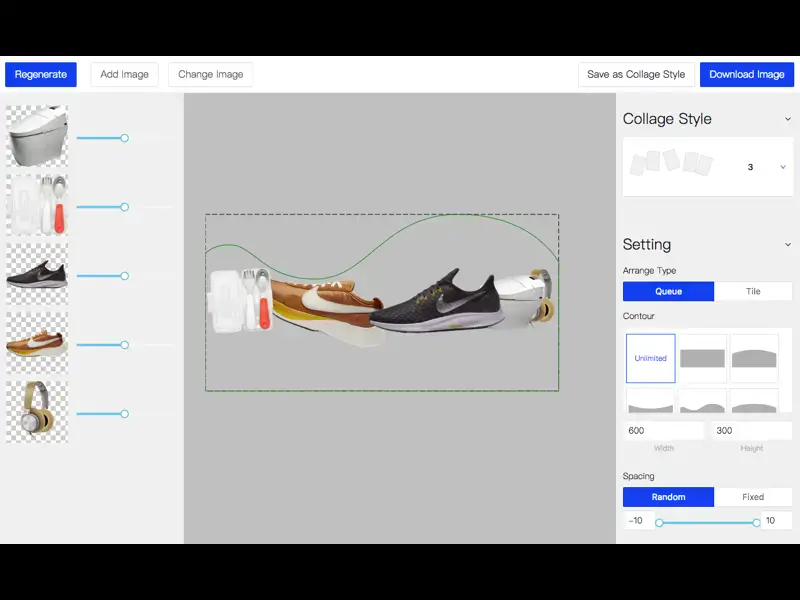 Regenerate
Add Image
Change Image
Save as Collage Style
Download Image
Collage Style
3
Setting
Arrange Type
Queue
Tile
Contour
Unlimited
600
300
Width
Height
Spacing
Random
Fixed
-10
10